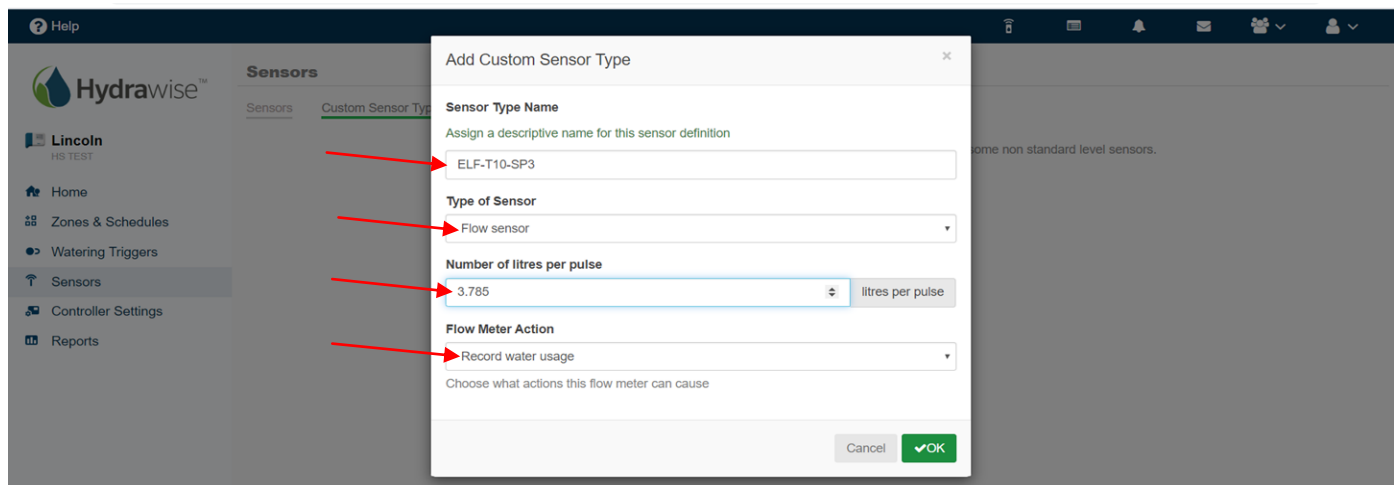 Help
Hydrawise™
Lincoln
HS TEST
Home
Zones & Schedules
Watering Triggers
Sensors
Controller Settings
Reports
Sensors
Sensors Custom Sensor Typ
some non standard level sensors.
Add Custom Sensor Type ×
Sensor Type Name
Assign a descriptive name for this sensor definition
ELF-T10-SP3
Type of Sensor
Flow sensor
Number of litres per pulse
3.785 litres per pulse
Flow Meter Action
Record water usage
Choose what actions this flow meter can cause
Cancel ✔OK